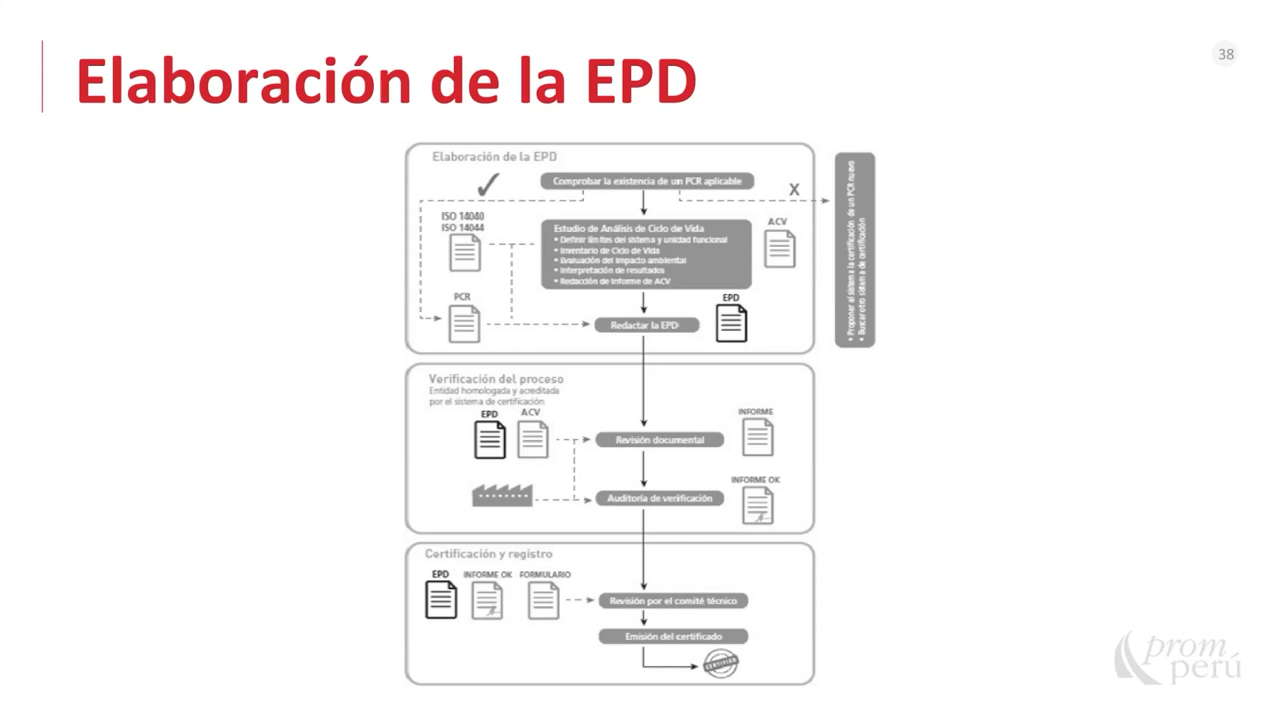 Elaboración de la EPD
38
Elaboración de la EPD
Comprobar la existencia de un PCR aplicable
X
ISO 14040
ISO 14044
Estudio de Análisis de Ciclo de Vida
• Definir límites del sistema y unidad funcional
• Inventario de Ciclo de Vida
• Evaluación del impacto ambiental
• Interpretación de resultados
• Redacción de Informe de ACV
ACV
• Proponer al sistema la certificación de un PCR nuevo
• Buscar otro sistema de certificación
PCR
EPD
Redactar la EPD
Verificación del proceso
Entidad homologada y acreditada
por el sistema de certificación
EPD
ACV
INFORME
Revisión documental
INFORME OK
Auditoría de verificación
Certificación y registro
EPD
INFORME OK
FORMULARIO
Revisión por el comité técnico
Emisión del certificado
CERTIFIED
prom
perú